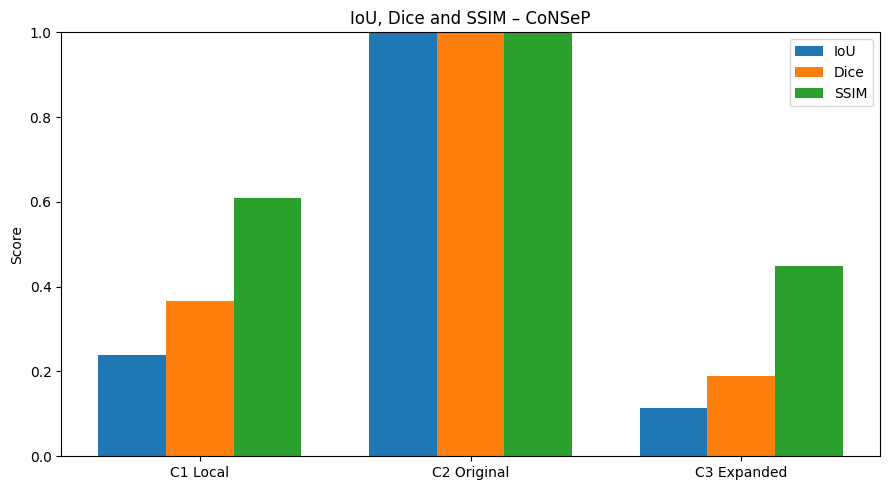 IoU, Dice and SSIM – CoNSeP
IoU
Dice
SSIM
Score
1.0
0.8
0.6
0.4
0.2
0.0
C1 Local
C2 Original
C3 Expanded